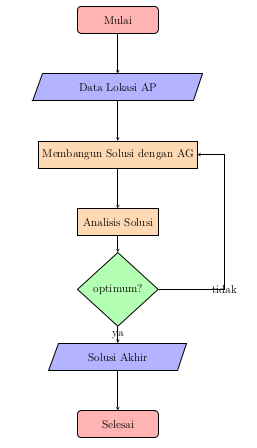 Mulai
Data Lokasi AP
Membangun Solusi dengan AG
Analisis Solusi
optimum?
tidak
ya
Solusi Akhir
Selesai